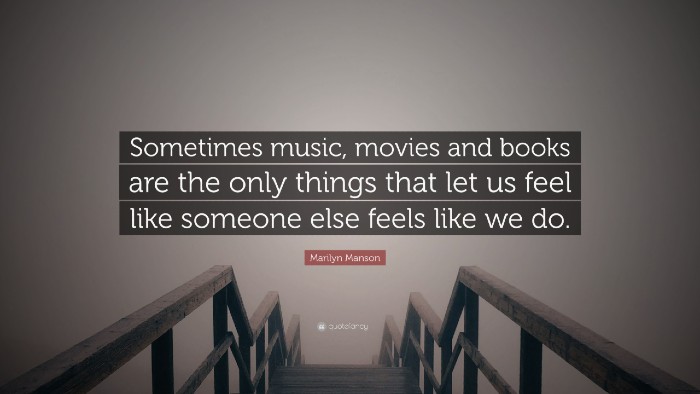 Sometimes music, movies and books
are the only things that let us feel
like someone else feels like we do.
Marilyn Manson
quotefancy